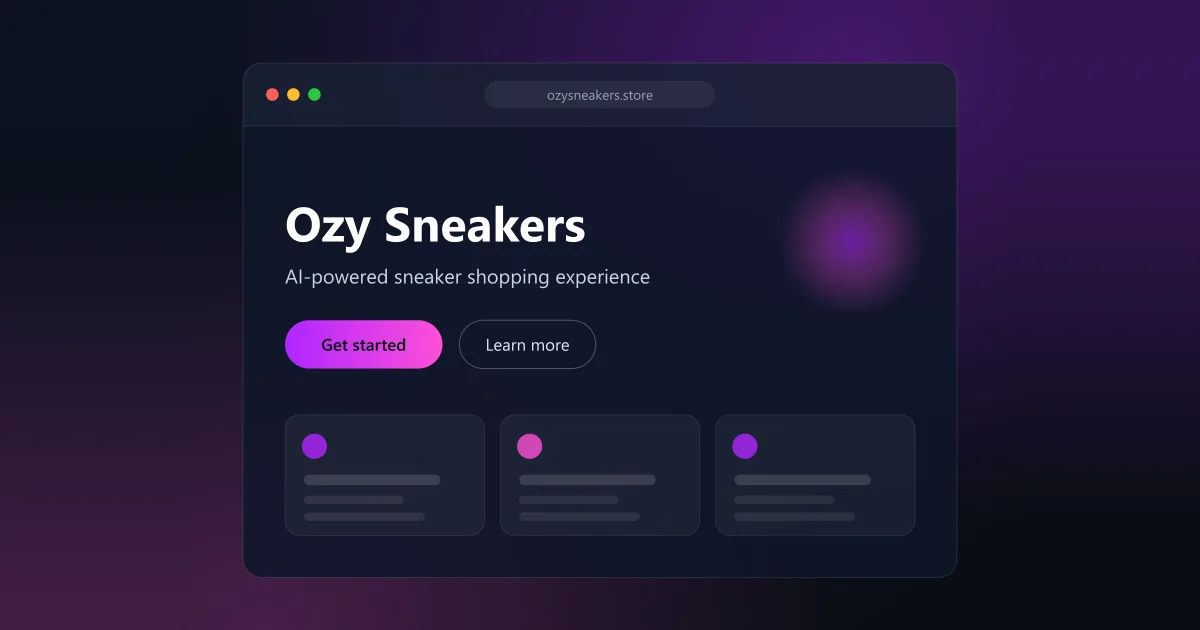 ozysneakers.store
Ozy Sneakers
AI-powered sneaker shopping experience
Get started
Learn more